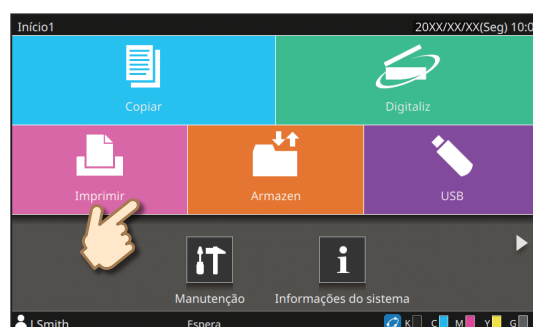 Início1 20XX/XX/XX(Seg) 10:0
Copiar Digitaliz
Imprimir Armazen USB
Manutenção Informações do sistema
J.Smith Espera K C M Y G